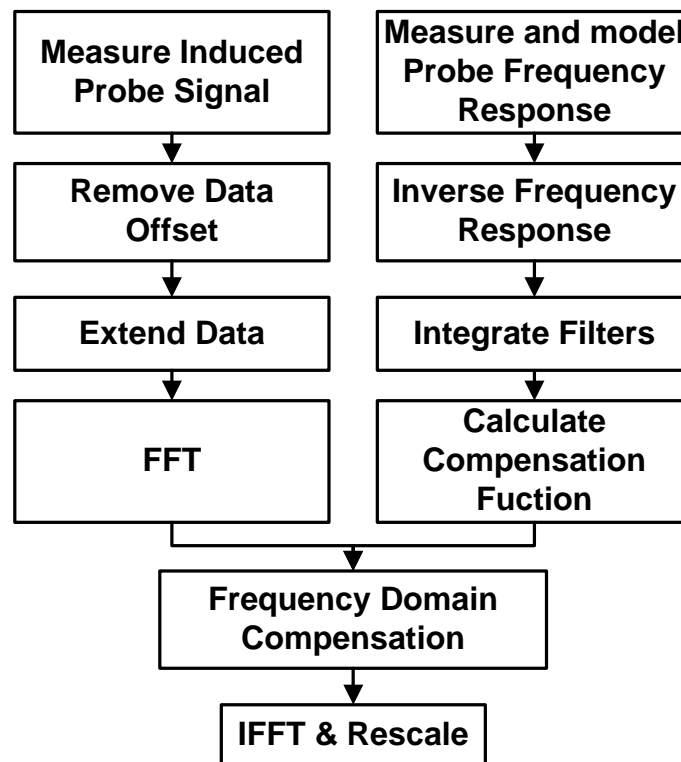 Measure Induced
Probe Signal
Remove Data
Offset
Extend Data
FFT
Measure and model
Probe Frequency
Response
Inverse Frequency
Response
Integrate Filters
Calculate
Compensation
Fuction
Frequency Domain
Compensation
IFFT & Rescale